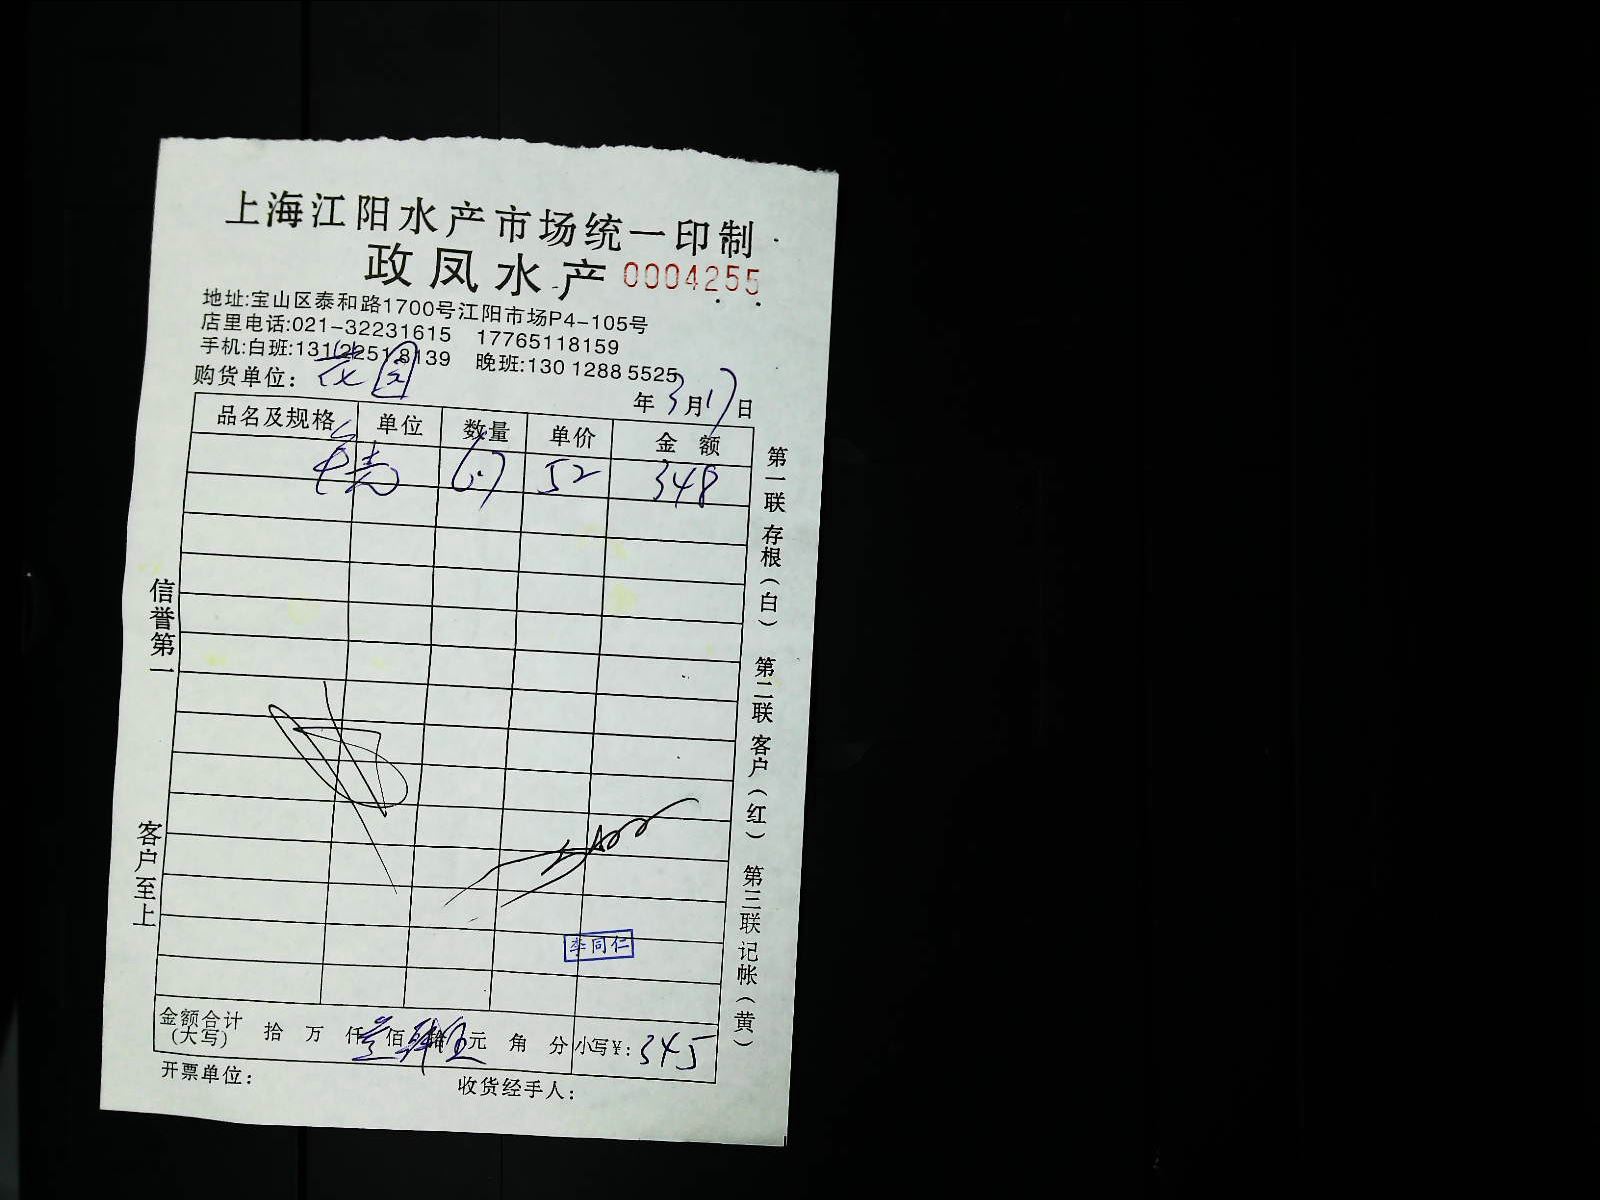 上海江阳水产市场统一印制
政凤水产 0004255
地址:宝山区泰和路1700号江阳市场P4-105号
店里电话:021-32231615 17765118159
手机:白班:13122518139 晚班:130 1288 5525
购货单位: 花园
年3月17日
品名及规格 单位 数量 单价 金额
6.7 52 348
李同仁
金额合计(大写) 拾 万 仟叁佰肆拾伍元 角 分 小写¥: 345
开票单位: 收货经手人:
信誉第一
客户至上
第一联 存根(白) 第二联 客户(红) 第三联 记帐(黄)